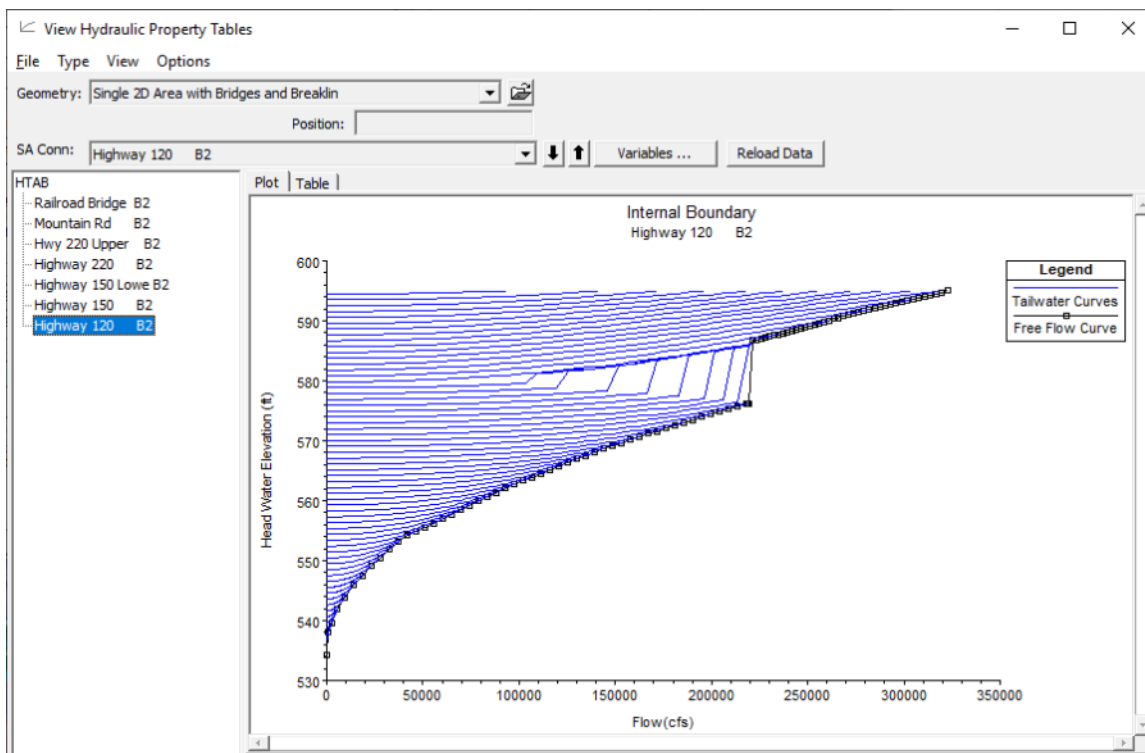 View Hydraulic Property Tables
File Type View Options
Geometry: Single 2D Area with Bridges and Breaklin
Position:
SA Conn: Highway 120 B2 Variables ... Reload Data
HTAB
Railroad Bridge B2
Mountain Rd B2
Hwy 220 Upper B2
Highway 220 B2
Highway 150 Lowe B2
Highway 150 B2
Highway 120 B2
Plot Table
Internal Boundary
Highway 120 B2
Legend
Tailwater Curves
Free Flow Curve
Head Water Elevation (ft)
600
590
580
570
560
550
540
530
0 50000 100000 150000 200000 250000 300000 350000
Flow(cfs)